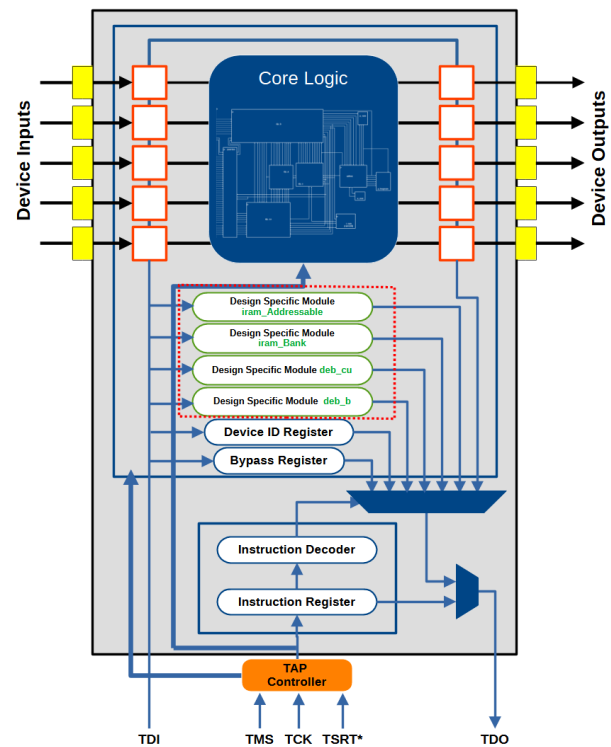 Core Logic
Device Inputs
Device Outputs
Design Specific Module
iram_Addressable
Design Specific Module
iram_Bank
Design Specific Module deb_cu
Design Specific Module deb_b
Device ID Register
Bypass Register
Instruction Decoder
Instruction Register
TAP
Controller
TDI
TMS
TCK
TSRT*
TDO